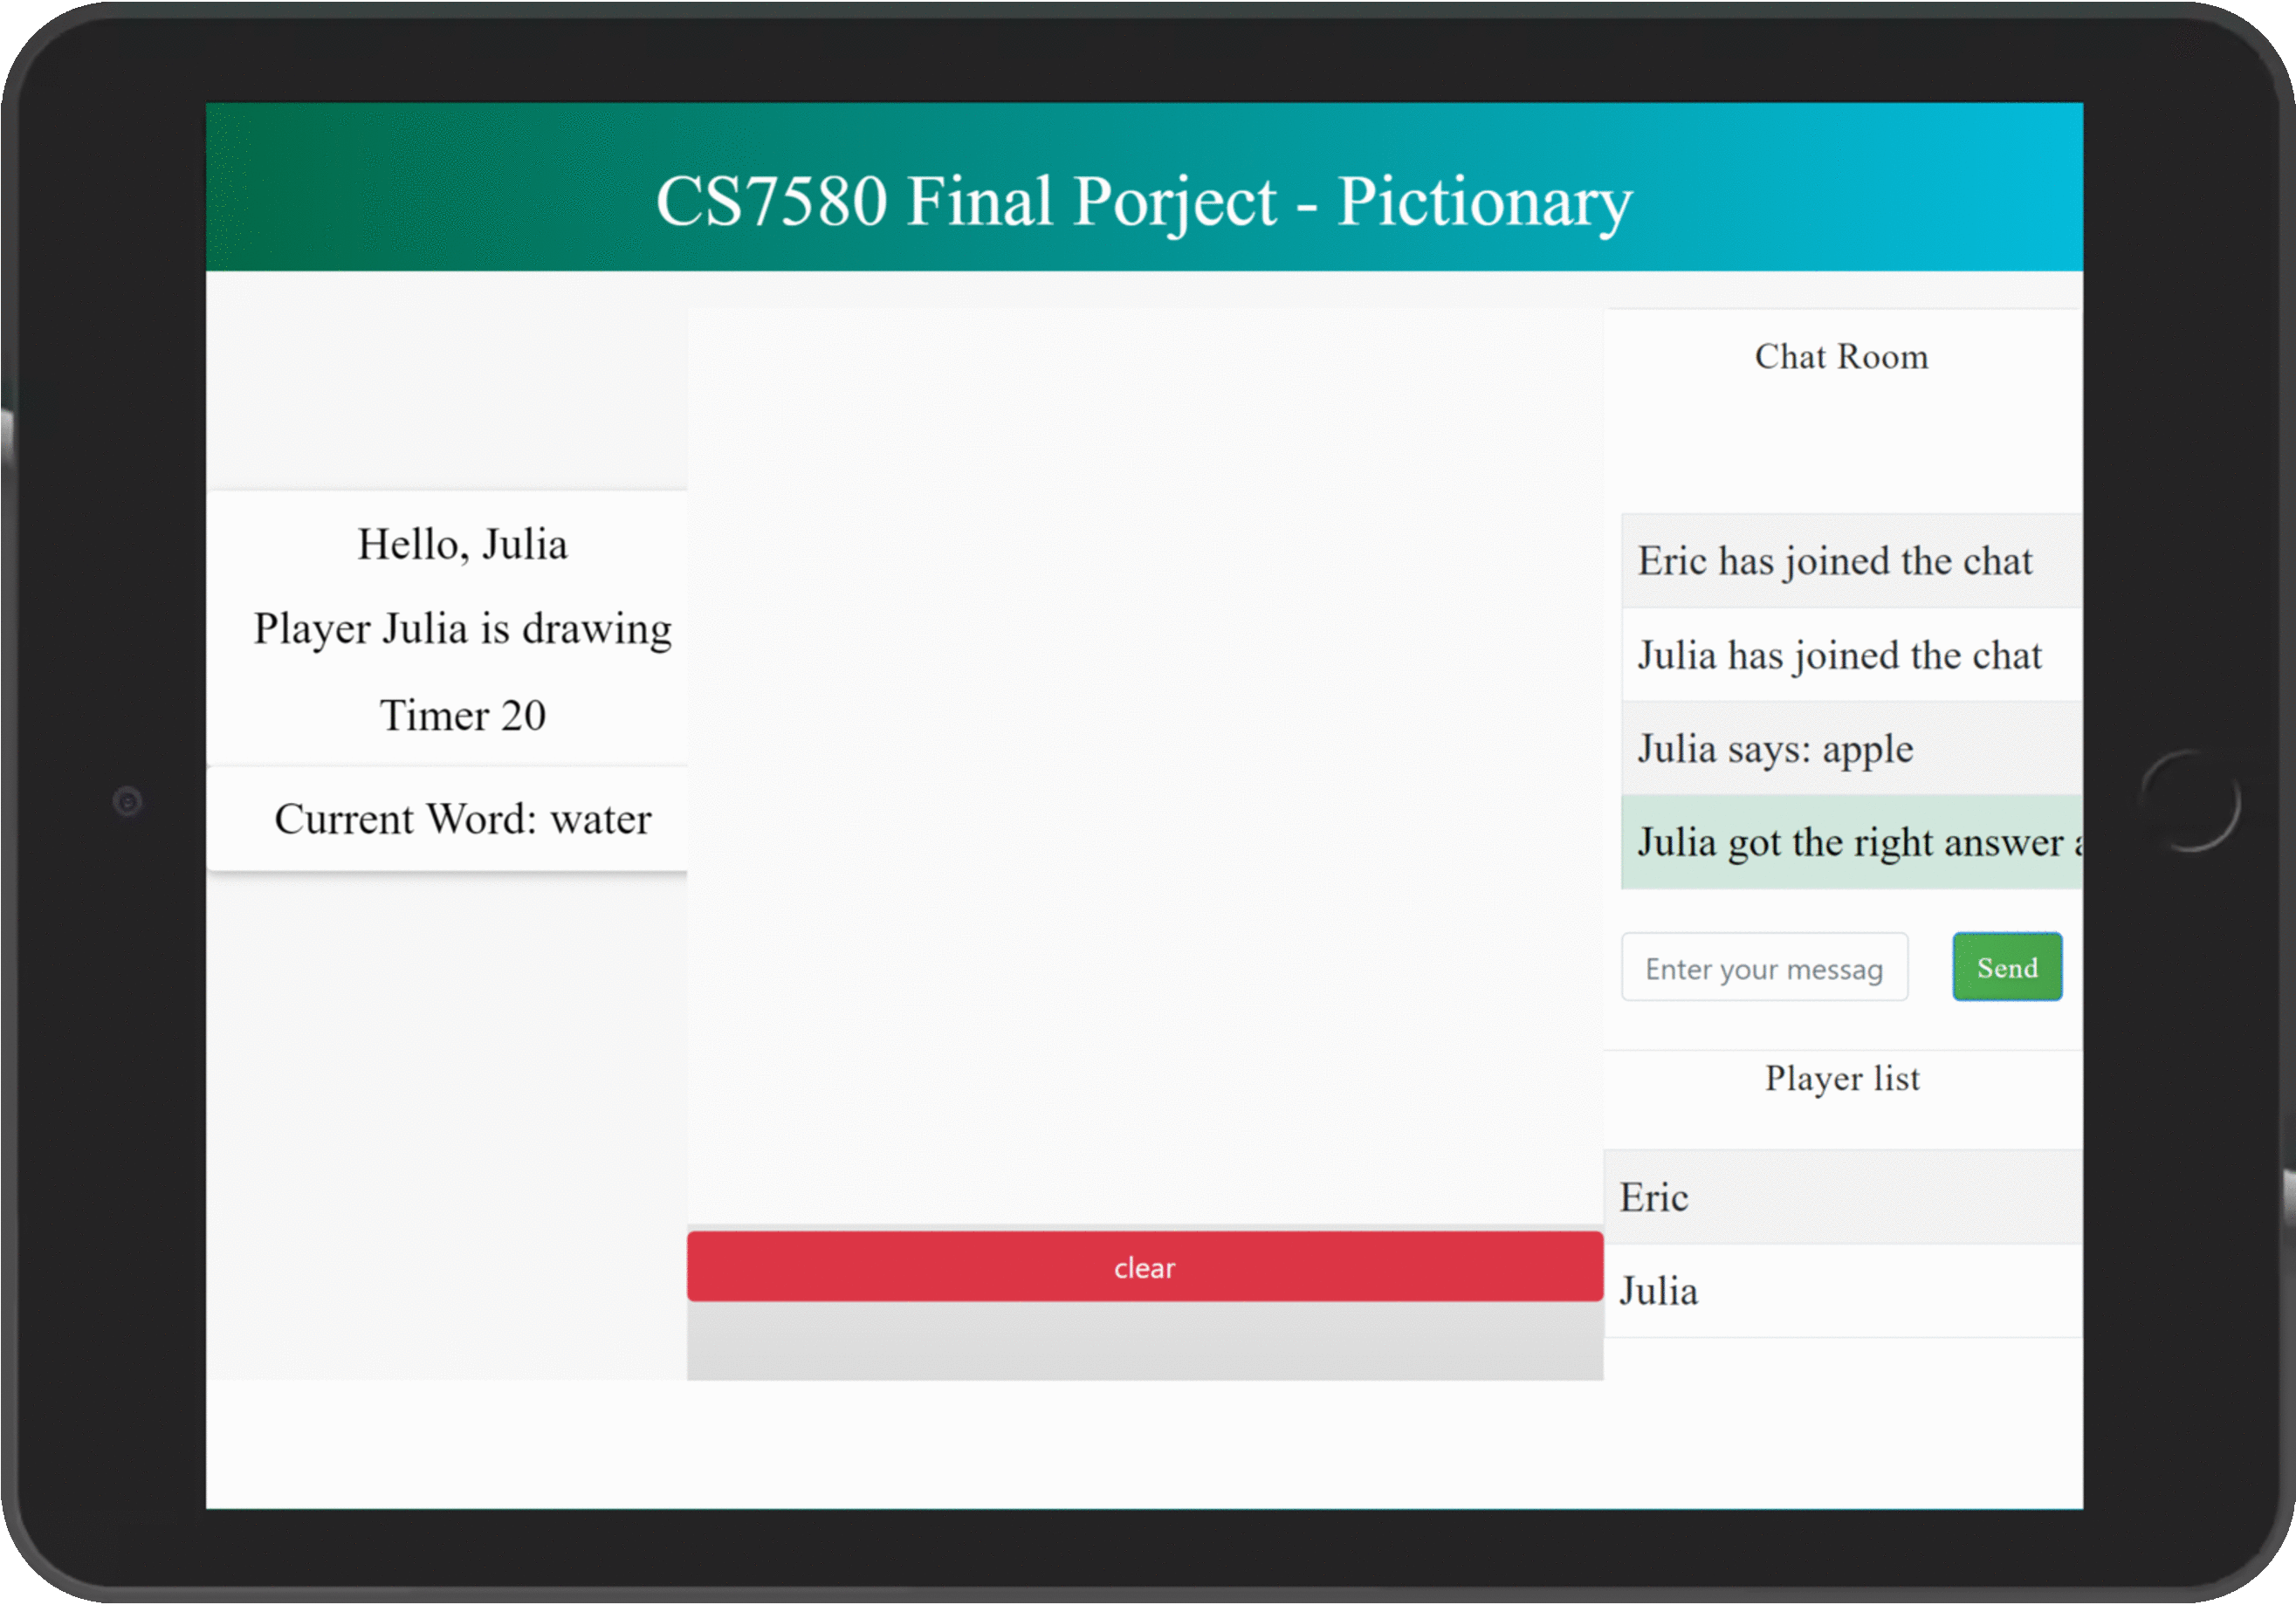 CS7580 Final Porject - Pictionary
Hello, Julia
Player Julia is drawing
Timer 20
Current Word: water
clear
Chat Room
Eric has joined the chat
Julia has joined the chat
Julia says: apple
Julia got the right answer
Enter your messag
Send
Player list
Eric
Julia